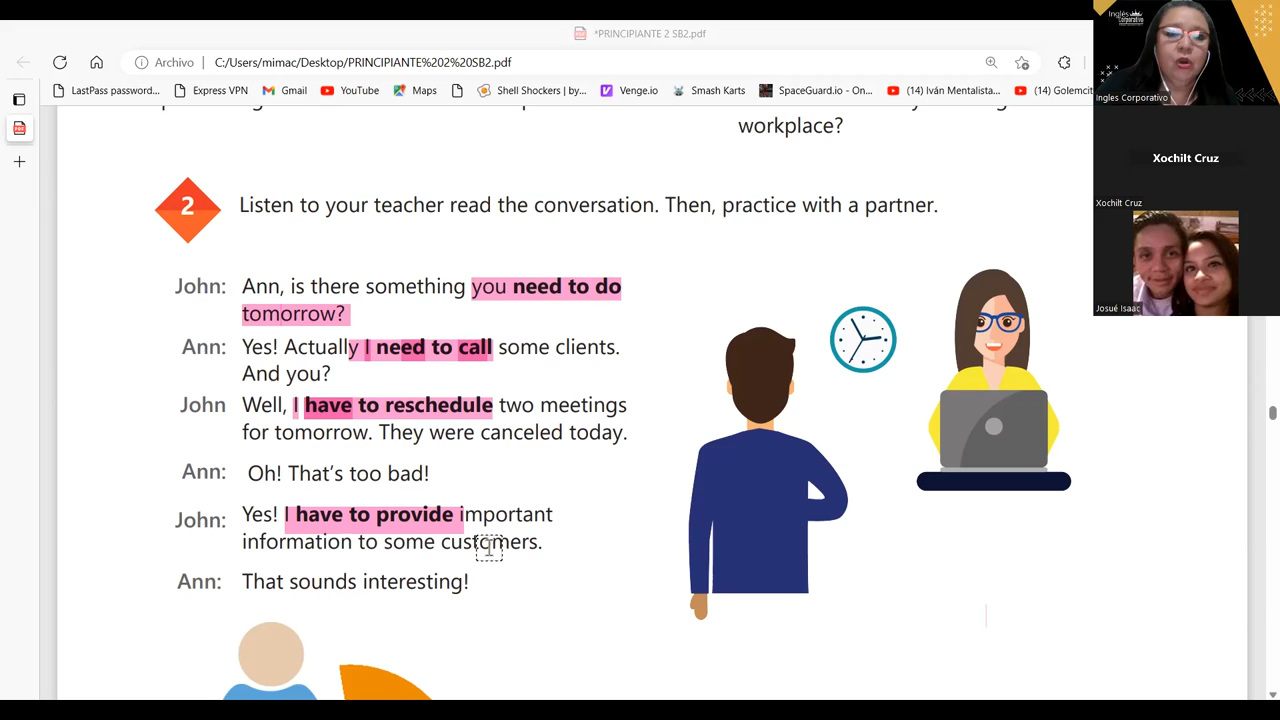 *PRINCIPIANTE 2 SB2.pdf
Archivo
C:/Users/mimac/Desktop/PRINCIPIANTE%202%20SB2.pdf
LastPass password...
Express VPN
Gmail
YouTube
Maps
Shell Shockers | by...
Venge.io
Smash Karts
SpaceGuard.io - On...
(14) Iván Mentalista...
(14) Golemcit
workplace?
2
Listen to your teacher read the conversation. Then, practice with a partner.
John: Ann, is there something you need to do
tomorrow?
Ann: Yes! Actually I need to call some clients.
And you?
John Well, I have to reschedule two meetings
for tomorrow. They were canceled today.
Ann: Oh! That's too bad!
John: Yes! I have to provide important
information to some customers.
Ann: That sounds interesting!
Inglés
Corporativo
Ingles Corporativo
Xochilt Cruz
Xochilt Cruz
Josué Isaac